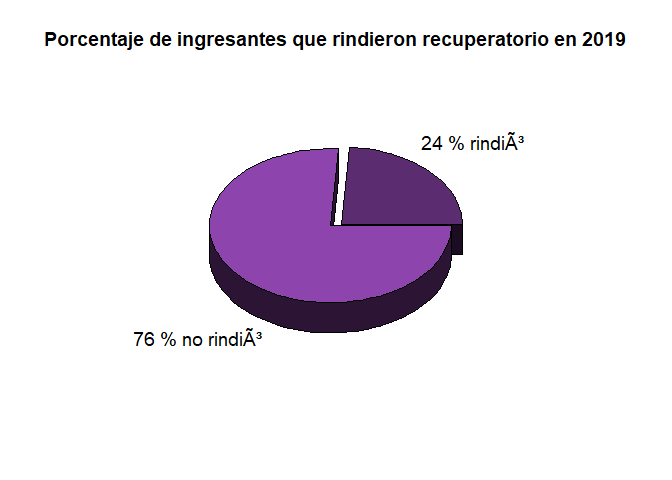 Porcentaje de ingresantes que rindieron recuperatorio en 2019
24 % rindiÃ³
76 % no rindiÃ³